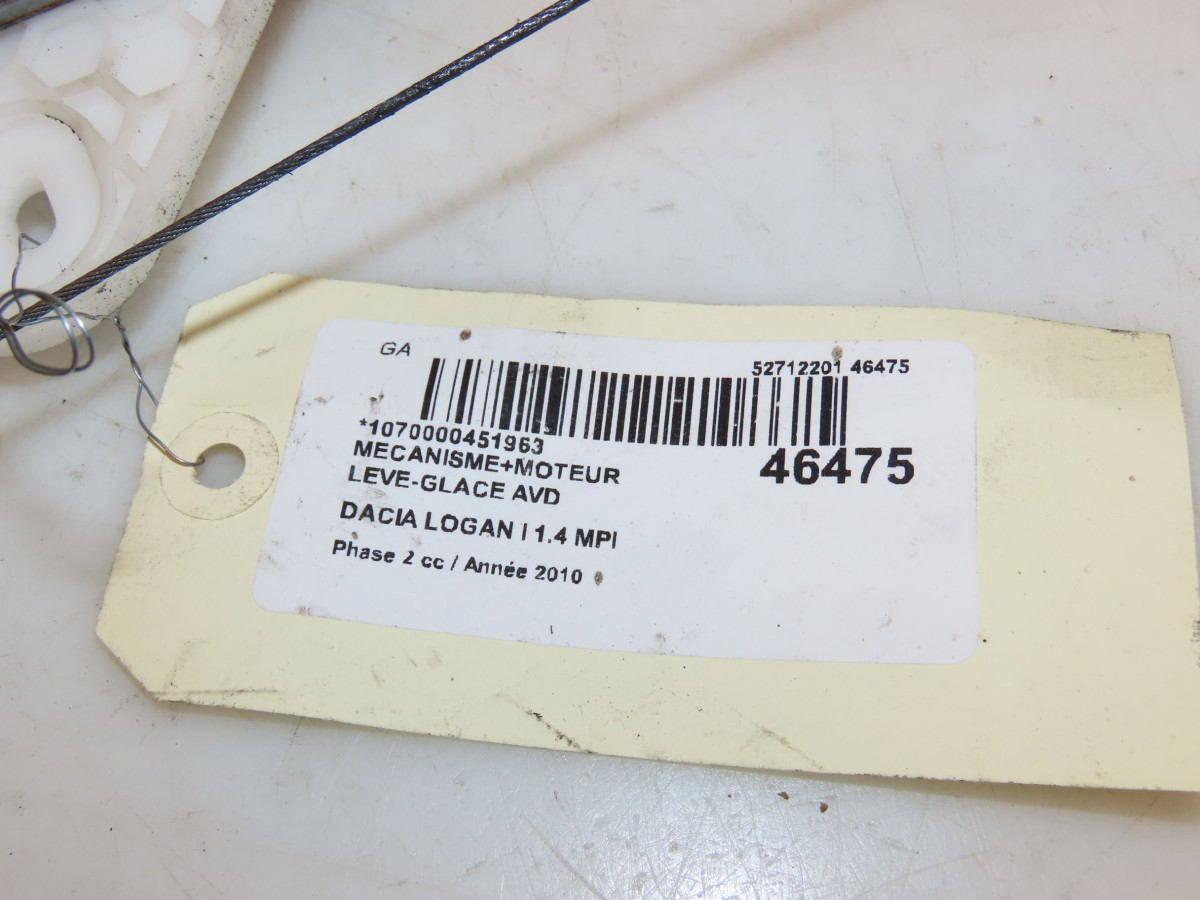 GA
52712201 46475
*1070000451963
46475
MECANISME+MOTEUR
LEVE-GLACE AVD
DACIA LOGAN I 1.4 MPI
Phase 2 cc / Année 2010